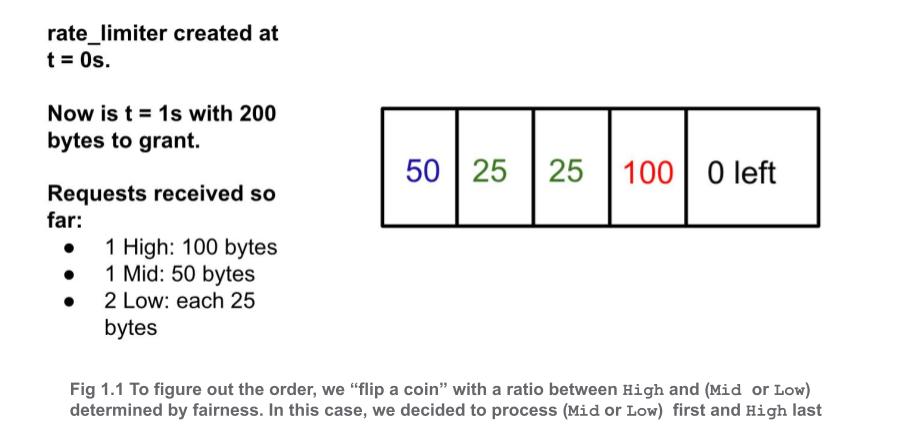 rate_limiter created at
t = 0s.
Now is t = 1s with 200
bytes to grant.
Requests received so
far:
● 1 High: 100 bytes
● 1 Mid: 50 bytes
● 2 Low: each 25
bytes
50 25 25 100 0 left
Fig 1.1 To figure out the order, we “flip a coin” with a ratio between High and (Mid or Low)
determined by fairness. In this case, we decided to process (Mid or Low) first and High last